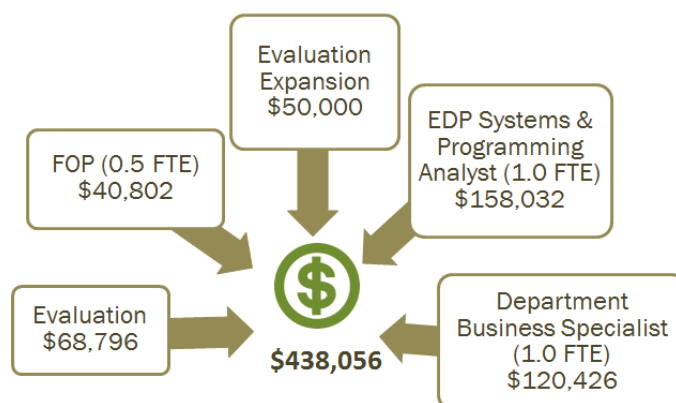 Evaluation
Expansion
$50,000
EDP Systems &
Programming
Analyst (1.0 FTE)
$158,032
FOP (0.5 FTE)
$40,802
$
Evaluation
$68,796
$438,056
Department
Business Specialist
(1.0 FTE)
$120,426